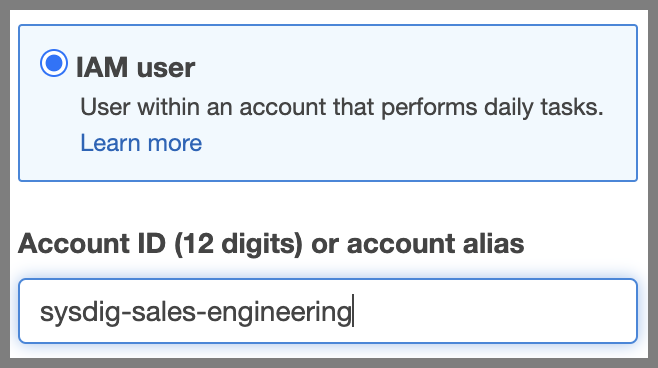 IAM user
User within an account that performs daily tasks.
Learn more
Account ID (12 digits) or account alias
sysdig-sales-engineering